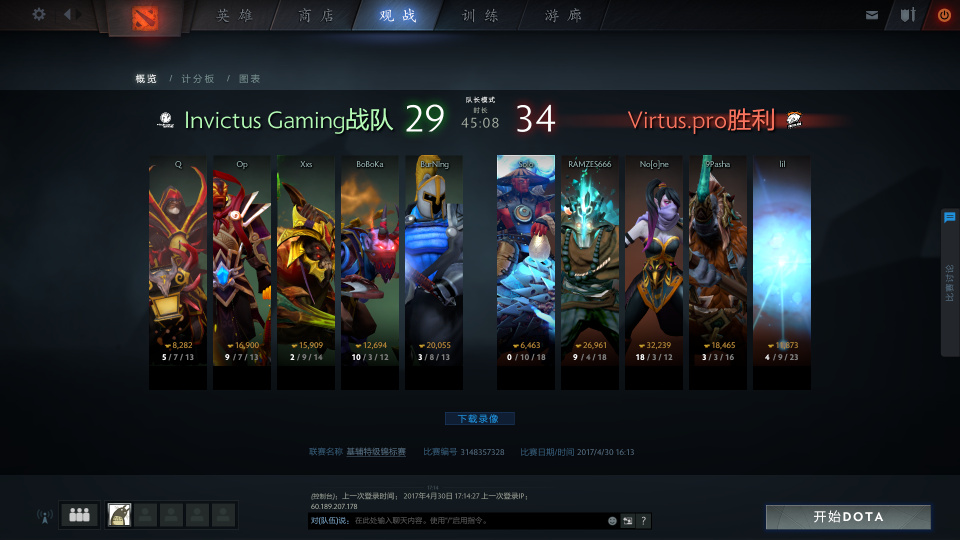 英雄 商店 观战 训练 游廊
概览 / 计分板 / 图表
Invictus Gaming战队 29 队长模式 时长 45:08 34 Virtus.pro胜利
Q Op Xxs BoBoKa BurNIng Solo RAMZES666 No[o]ne 9Pasha lil
8,282 16,900 15,909 12,694 20,055 6,463 26,961 32,239 18,465
5 / 7 / 13 9 / 7 / 13 2 / 9 / 14 10 / 3 / 12 3 / 8 / 13 0 / 10 / 18 9 / 4 / 18 18 / 3 / 12 3 / 3 / 16 4 / 9 / 23
下载录像
联赛名称 基辅特级锦标赛 比赛编号 3148357328 比赛日期/时间 2017/4/30 16:13
(控制台): 上一次登录时间: 2017年4月30日 17:14:27 上一次登录IP:
60.189.207.178
对(队伍)说: 在此处输入聊天内容。使用"/"启用指令。 ?
开始DOTA